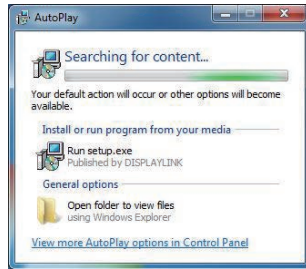 AutoPlay
Searching for content...
Your default action will occur or other options will become
available.
Install or run program from your media
Run setup.exe
Published by DISPLAYLINK
General options
Open folder to view files
using Windows Explorer
View more AutoPlay options in Control Panel